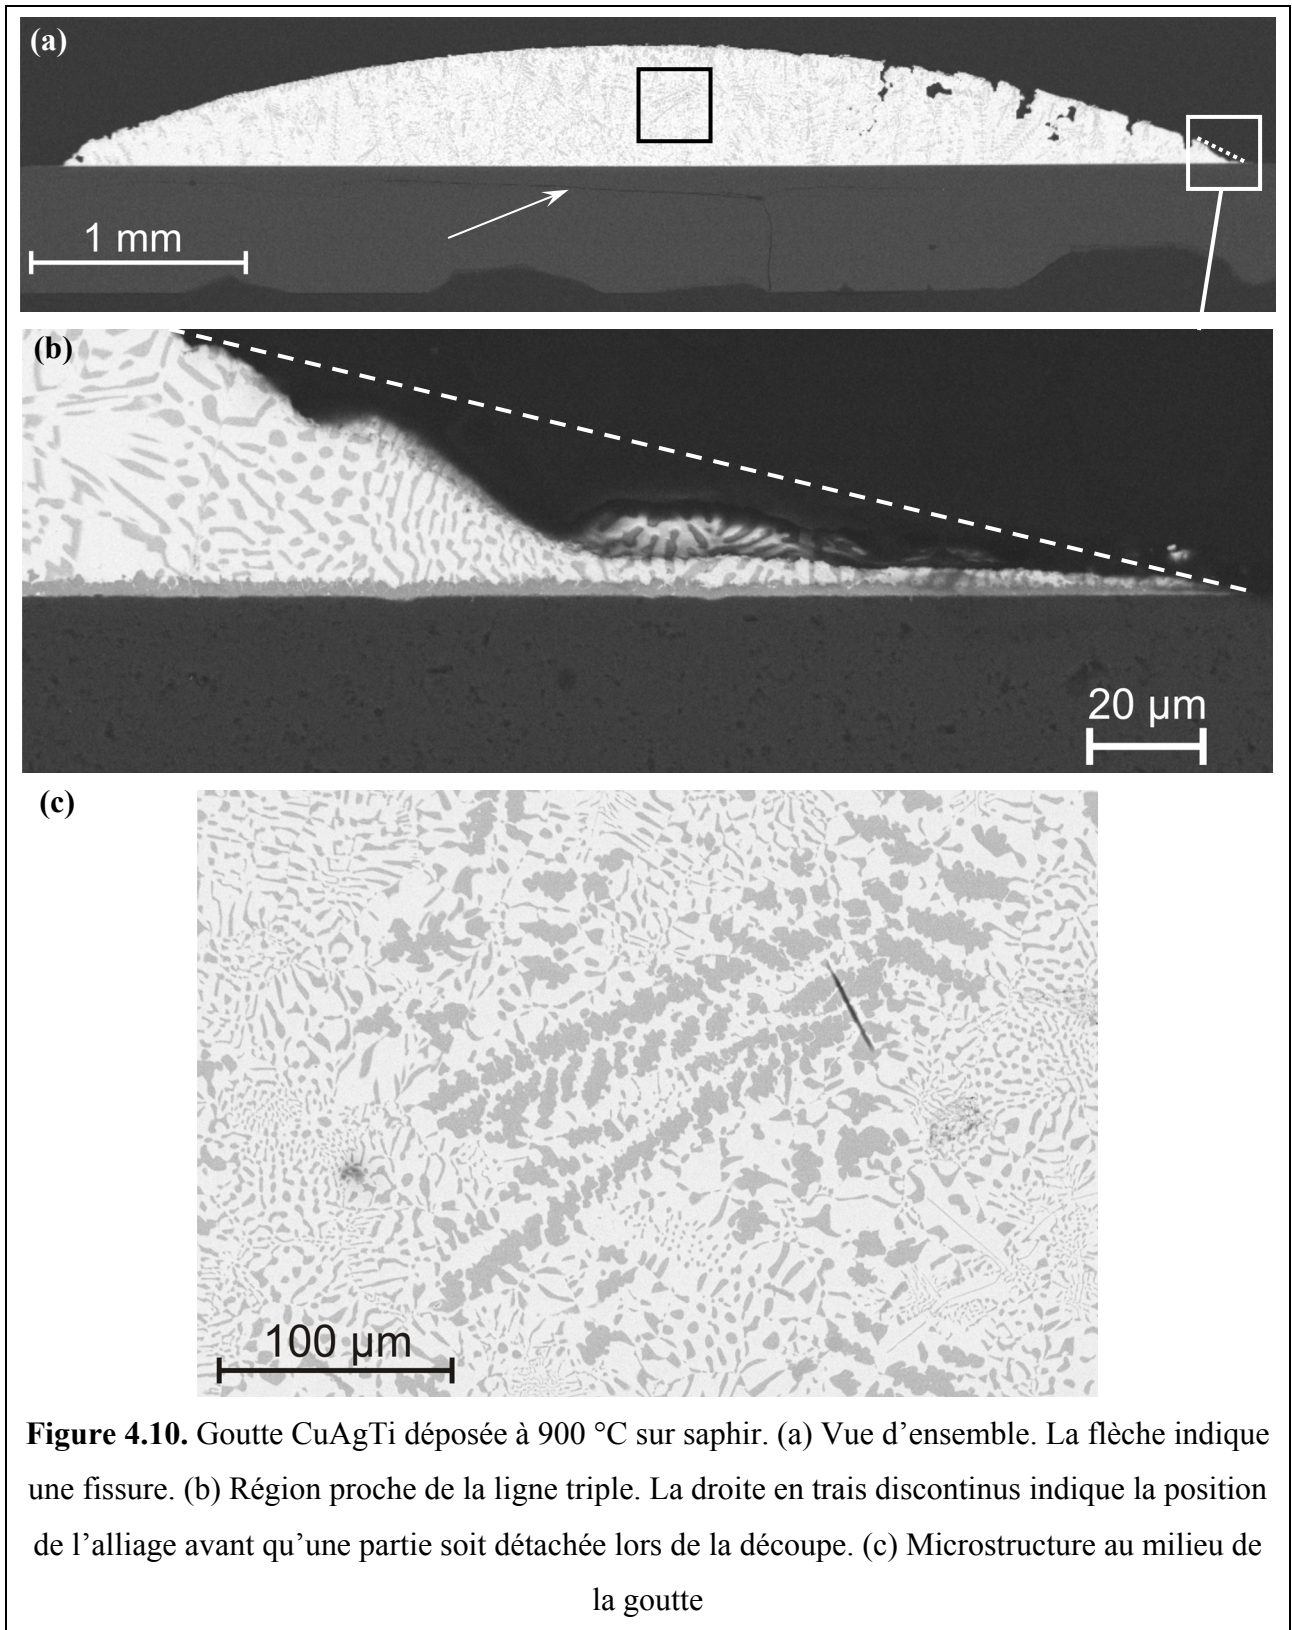 (a)
1 mm
(b)
20 µm
(c)
100 µm
Figure 4.10. Goutte CuAgTi déposée à 900 °C sur saphir. (a) Vue d’ensemble. La flèche indique
une fissure. (b) Région proche de la ligne triple. La droite en trais discontinus indique la position
de l’alliage avant qu’une partie soit détachée lors de la découpe. (c) Microstructure au milieu de
la goutte